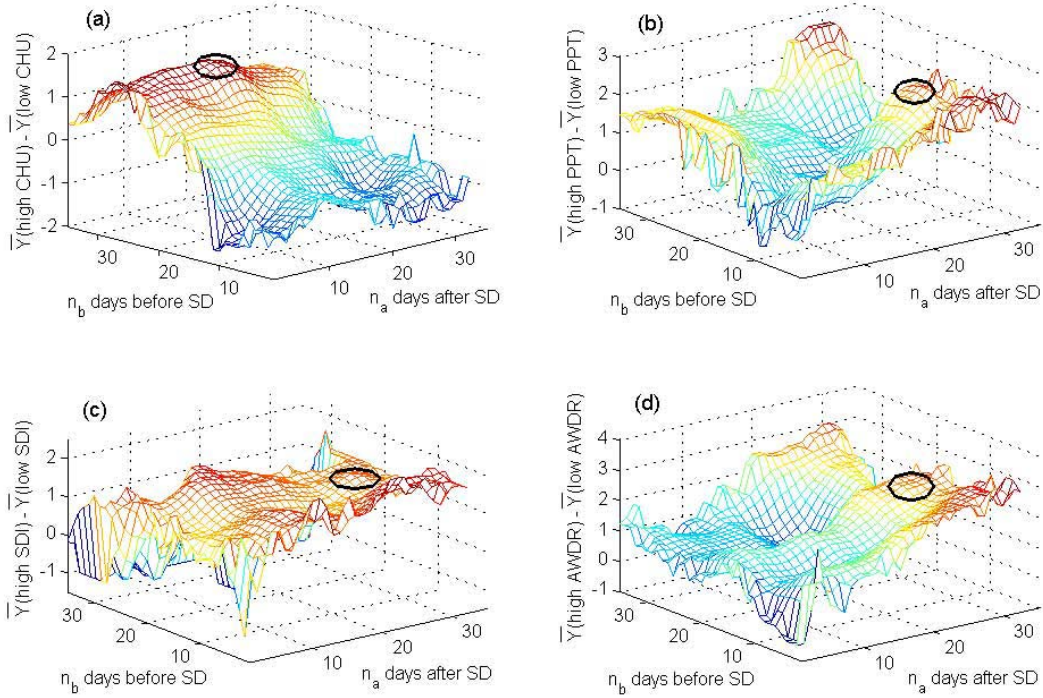 (a)
Y̅(high CHU) - Y̅(low CHU)
2
1
0
-1
-2
30
20
10
n_b days before SD
10
20
30
n_a days after SD
(b)
Y̅(high PPT) - Y̅(low PPT)
3
2
1
0
-1
30
20
10
n_b days before SD
10
20
30
n_a days after SD
(c)
Y̅(high SDI) - Y̅(low SDI)
2
1
0
-1
30
20
10
n_b days before SD
10
20
30
n_a days after SD
(d)
Y̅(high AWDR) - Y̅(low AWDR)
4
3
2
1
0
-1
30
20
10
n_b days before SD
10
20
30
n_a days after SD